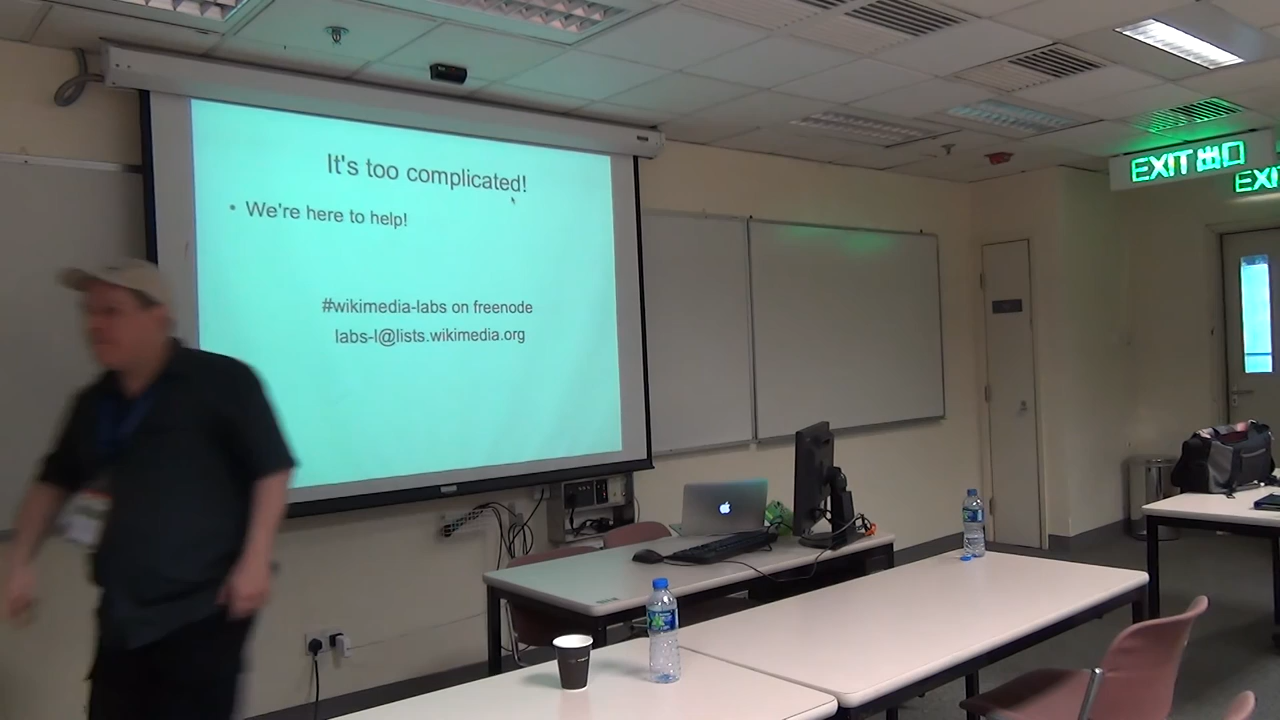 It's too complicated!
• We're here to help!
#wikimedia-labs on freenode
labs-l@lists.wikimedia.org
EXIT 出口
EXIT